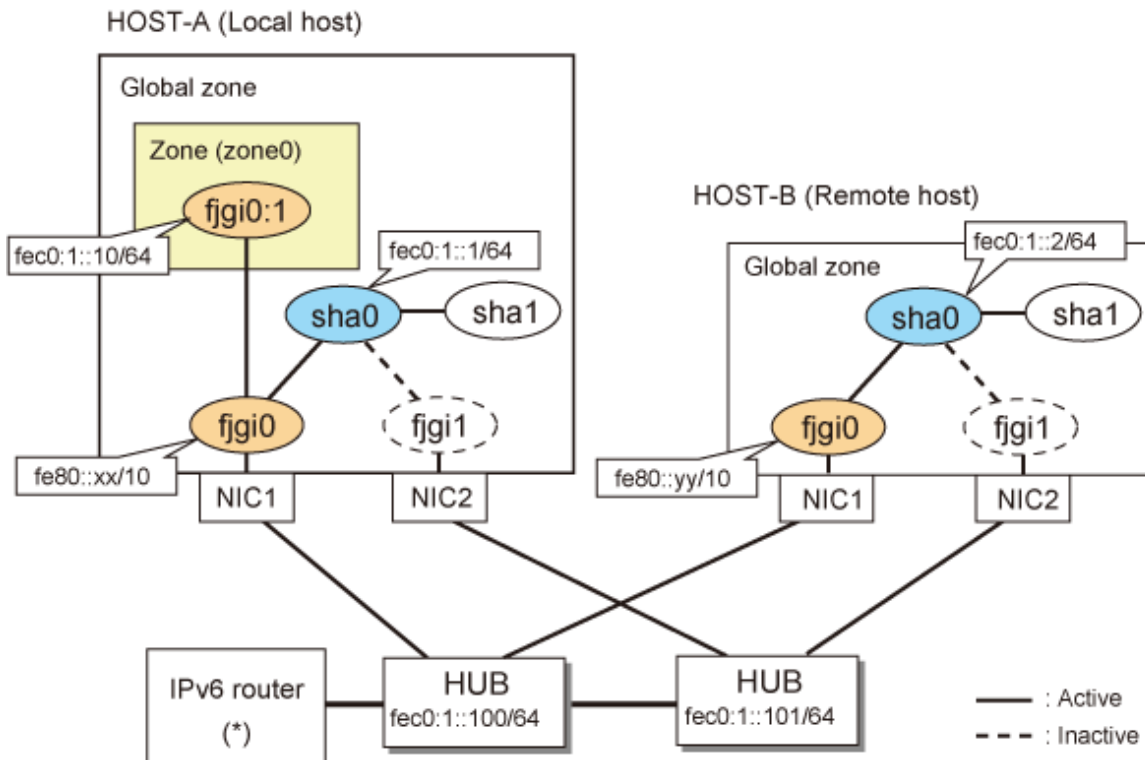 HOST-A (Local host)
Global zone
Zone (zone0)
fjgi0:1
fec0:1::10/64
fec0:1::1/64
sha0
sha1
fjgi0
fjgi1
fe80::xx/10
NIC1
NIC2
HOST-B (Remote host)
fec0:1::2/64
Global zone
sha0
sha1
fjgi0
fjgi1
fe80::yy/10
NIC1
NIC2
IPv6 router
(*)
HUB
fec0:1::100/64
HUB
fec0:1::101/64
: Active
: Inactive